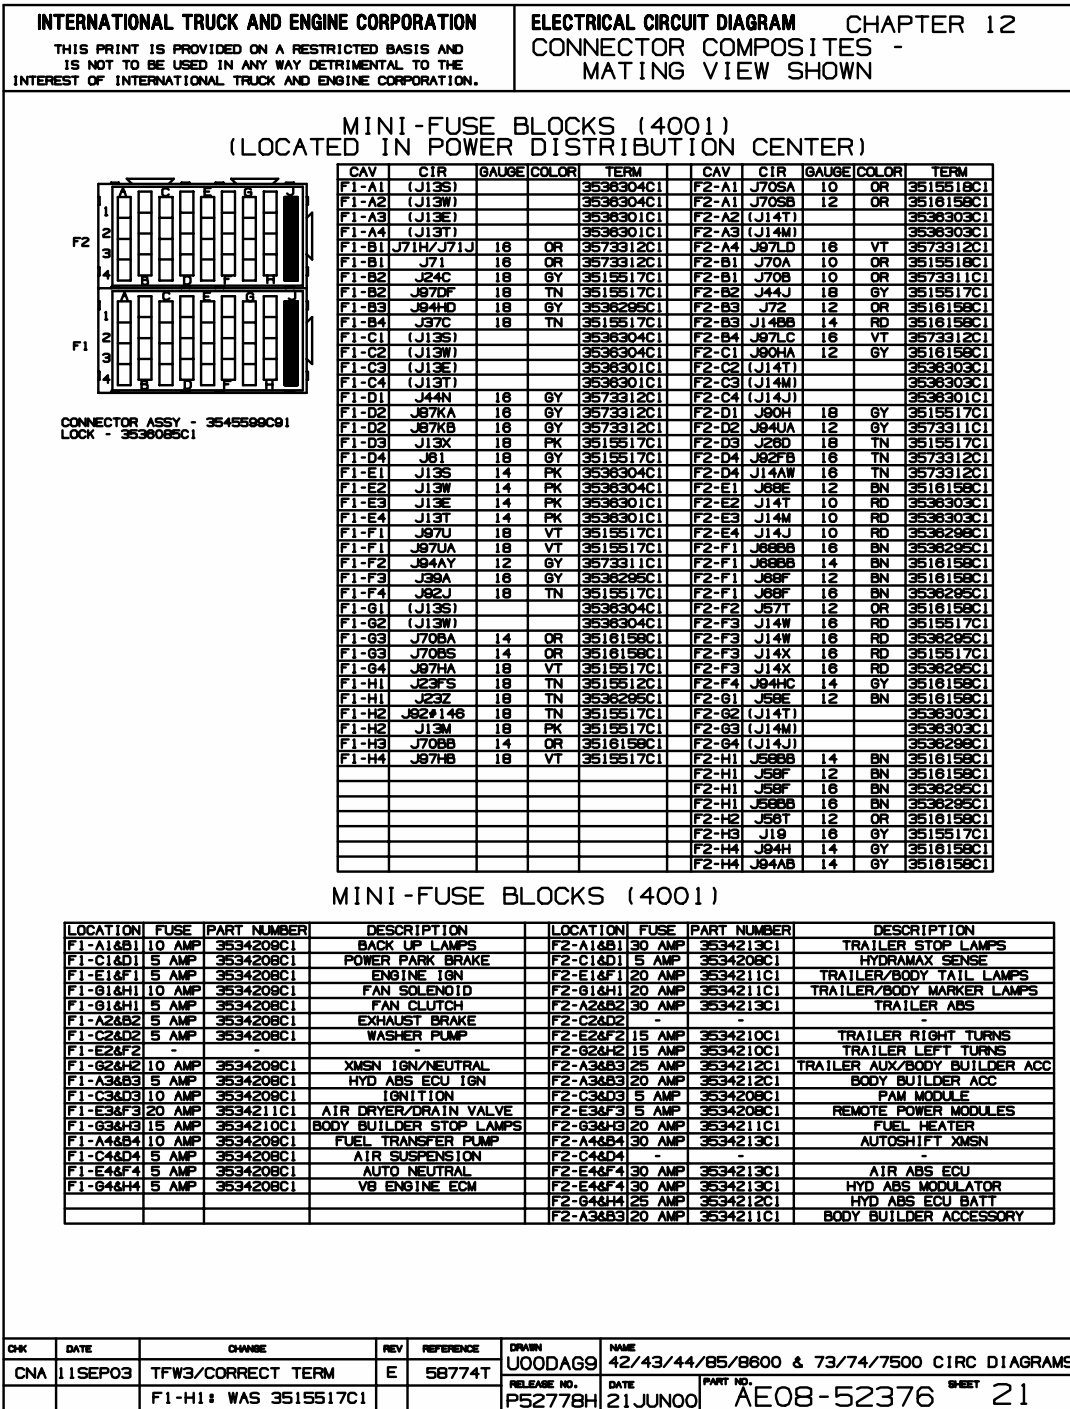 INTERNATIONAL TRUCK AND ENGINE CORPORATION
THIS PRINT IS PROVIDED ON A RESTRICTED BASIS AND
IS NOT TO BE USED IN ANY WAY DETRIMENTAL TO THE
INTEREST OF INTERNATIONAL TRUCK AND ENGINE CORPORATION.
ELECTRICAL CIRCUIT DIAGRAM CHAPTER 12
CONNECTOR COMPOSITES -
MATING VIEW SHOWN
MINI-FUSE BLOCKS (4001)
(LOCATED IN POWER DISTRIBUTION CENTER)
A C E G J
F2 1 2 3 4
B D F H
A C E G J
F1 1 2 3 4
B D F H
CONNECTOR ASSY - 3545599C91
LOCK - 3536085C1
CAV CIR GAUGE COLOR TERM CAV CIR GAUGE COLOR TERM
F1-A1 (J13S) 3536304C1 F2-A1 J70SA 10 OR 3515518C1
F1-A2 (J13W) 3536304C1 F2-A1 J70SB 12 OR 3516158C1
F1-A3 (J13E) 3536301C1 F2-A2 (J14T) 3536303C1
F1-A4 (J13T) 3536301C1 F2-A3 (J14M) 3536303C1
F1-B1 J71H/J71J 16 OR 3573312C1 F2-A4 J97LD 16 VT 3573312C1
F1-B1 J71 16 OR 3573312C1 F2-B1 J70A 10 OR 3515518C1
F1-B2 J24C 18 GY 3515517C1 F2-B1 J70B 10 OR 3573311C1
F1-B2 J97DF 18 TN 3515517C1 F2-B2 J44J 18 GY 3515517C1
F1-B3 J94HD 18 GY 3536295C1 F2-B3 J72 12 OR 3516158C1
F1-B4 J37C 18 TN 3515517C1 F2-B3 J14BB 14 RD 3516158C1
F1-C1 (J13S) 3536304C1 F2-B4 J97LC 16 VT 3573312C1
F1-C2 (J13W) 3536304C1 F2-C1 J90HA 12 GY 3516158C1
F1-C3 (J13E) 3536301C1 F2-C2 (J14T) 3536303C1
F1-C4 (J13T) 3536301C1 F2-C3 (J14M) 3536303C1
F1-D1 J44N 16 GY 3573312C1 F2-C4 (J14J) 3536301C1
F1-D2 J87KA 16 GY 3573312C1 F2-D1 J90H 18 GY 3515517C1
F1-D2 J87KB 16 GY 3573312C1 F2-D2 J94UA 12 GY 3573311C1
F1-D3 J13X 18 PK 3515517C1 F2-D3 J26D 18 TN 3515517C1
F1-D4 J61 18 GY 3515517C1 F2-D4 J92FB 16 TN 3573312C1
F1-E1 J13S 14 PK 3536304C1 F2-D4 J14AW 16 TN 3573312C1
F1-E2 J13W 14 PK 3536304C1 F2-E1 J68E 12 BN 3516158C1
F1-E3 J13E 14 PK 3536301C1 F2-E2 J14T 10 RD 3536303C1
F1-E4 J13T 14 PK 3536301C1 F2-E3 J14M 10 RD 3536303C1
F1-F1 J97U 18 VT 3515517C1 F2-E4 J14J 10 RD 3536298C1
F1-F1 J97UA 18 VT 3515517C1 F2-F1 J68BB 16 BN 3536295C1
F1-F2 J94AY 12 GY 3573311C1 F2-F1 J68BB 14 BN 3516158C1
F1-F3 J39A 16 GY 3536295C1 F2-F1 J68F 12 BN 3516158C1
F1-F4 J92J 18 TN 3515517C1 F2-F1 J68F 16 BN 3536295C1
F1-G1 (J13S) 3536304C1 F2-F2 J57T 12 OR 3516158C1
F1-G2 (J13W) 3536304C1 F2-F3 J14W 16 RD 3515517C1
F1-G3 J70BA 14 OR 3516158C1 F2-F3 J14W 16 RD 3536295C1
F1-G3 J70BS 14 OR 3516158C1 F2-F3 J14X 16 RD 3515517C1
F1-G4 J97HA 18 VT 3515517C1 F2-F3 J14X 16 RD 3536295C1
F1-H1 J23FS 18 TN 3515512C1 F2-F4 J94HC 14 GY 3516158C1
F1-H1 J23Z 18 TN 3536295C1 F2-G1 J58E 12 BN 3516158C1
F1-H2 J92#146 18 TN 3515517C1 F2-G2 (J14T) 3536303C1
F1-H2 J13M 18 PK 3515517C1 F2-G3 (J14M) 3536303C1
F1-H3 J70BB 14 OR 3516158C1 F2-G4 (J14J) 3536298C1
F1-H4 J97HB 18 VT 3515517C1 F2-H1 J58BB 14 BN 3516158C1
F2-H1 J58F 12 BN 3516158C1
F2-H1 J58F 16 BN 3536295C1
F2-H1 J58BB 16 BN 3536295C1
F2-H2 J56T 12 OR 3516158C1
F2-H3 J19 16 GY 3515517C1
F2-H4 J94H 14 GY 3516158C1
F2-H4 J94AB 14 GY 3516158C1
MINI-FUSE BLOCKS (4001)
LOCATION FUSE PART NUMBER DESCRIPTION LOCATION FUSE PART NUMBER DESCRIPTION
F1-A1&B1 10 AMP 3534209C1 BACK UP LAMPS F2-A1&B1 30 AMP 3534213C1 TRAILER STOP LAMPS
F1-C1&D1 5 AMP 3534208C1 POWER PARK BRAKE F2-C1&D1 5 AMP 3534208C1 HYDRAMAX SENSE
F1-E1&F1 5 AMP 3534208C1 ENGINE IGN F2-E1&F1 20 AMP 3534211C1 TRAILER/BODY TAIL LAMPS
F1-G1&H1 10 AMP 3534209C1 FAN SOLENOID F2-G1&H1 20 AMP 3534211C1 TRAILER/BODY MARKER LAMPS
F1-G1&H1 5 AMP 3534208C1 FAN CLUTCH F2-A2&B2 30 AMP 3534213C1 TRAILER ABS
F1-A2&B2 5 AMP 3534208C1 EXHAUST BRAKE F2-C2&D2 - - -
F1-C2&D2 5 AMP 3534208C1 WASHER PUMP F2-E2&F2 15 AMP 3534210C1 TRAILER RIGHT TURNS
F1-E2&F2 - - - F2-G2&H2 15 AMP 3534210C1 TRAILER LEFT TURNS
F1-G2&H2 10 AMP 3534209C1 XMSN IGN/NEUTRAL F2-A3&B3 25 AMP 3534212C1 TRAILER AUX/BODY BUILDER ACC
F1-A3&B3 5 AMP 3534208C1 HYD ABS ECU IGN F2-A3&B3 20 AMP 3534212C1 BODY BUILDER ACC
F1-C3&D3 10 AMP 3534209C1 IGNITION F2-C3&D3 5 AMP 3534208C1 PAM MODULE
F1-E3&F3 20 AMP 3534211C1 AIR DRYER/DRAIN VALVE F2-E3&F3 5 AMP 3534208C1 REMOTE POWER MODULES
F1-G3&H3 15 AMP 3534210C1 BODY BUILDER STOP LAMPS F2-G3&H3 20 AMP 3534211C1 FUEL HEATER
F1-A4&B4 10 AMP 3534209C1 FUEL TRANSFER PUMP F2-A4&B4 30 AMP 3534213C1 AUTOSHIFT XMSN
F1-C4&D4 5 AMP 3534208C1 AIR SUSPENSION F2-C4&D4 - - -
F1-E4&F4 5 AMP 3534208C1 AUTO NEUTRAL F2-E4&F4 30 AMP 3534213C1 AIR ABS ECU
F1-G4&H4 5 AMP 3534208C1 V8 ENGINE ECM F2-E4&F4 30 AMP 3534213C1 HYD ABS MODULATOR
F2-G4&H4 25 AMP 3534212C1 HYD ABS ECU BATT
F2-A3&B3 20 AMP 3534211C1 BODY BUILDER ACCESSORY
CHK DATE CHANGE REV REFERENCE DRAWN NAME
CNA 11SEP03 TFW3/CORRECT TERM E 58774T U00DAG9 42/43/44/85/8600 & 73/74/7500 CIRC DIAGRAMS
F1-H1: WAS 3515517C1 RELEASE NO. P52778H DATE 21JUN00 PART NO. AE08-52376 SHEET 21